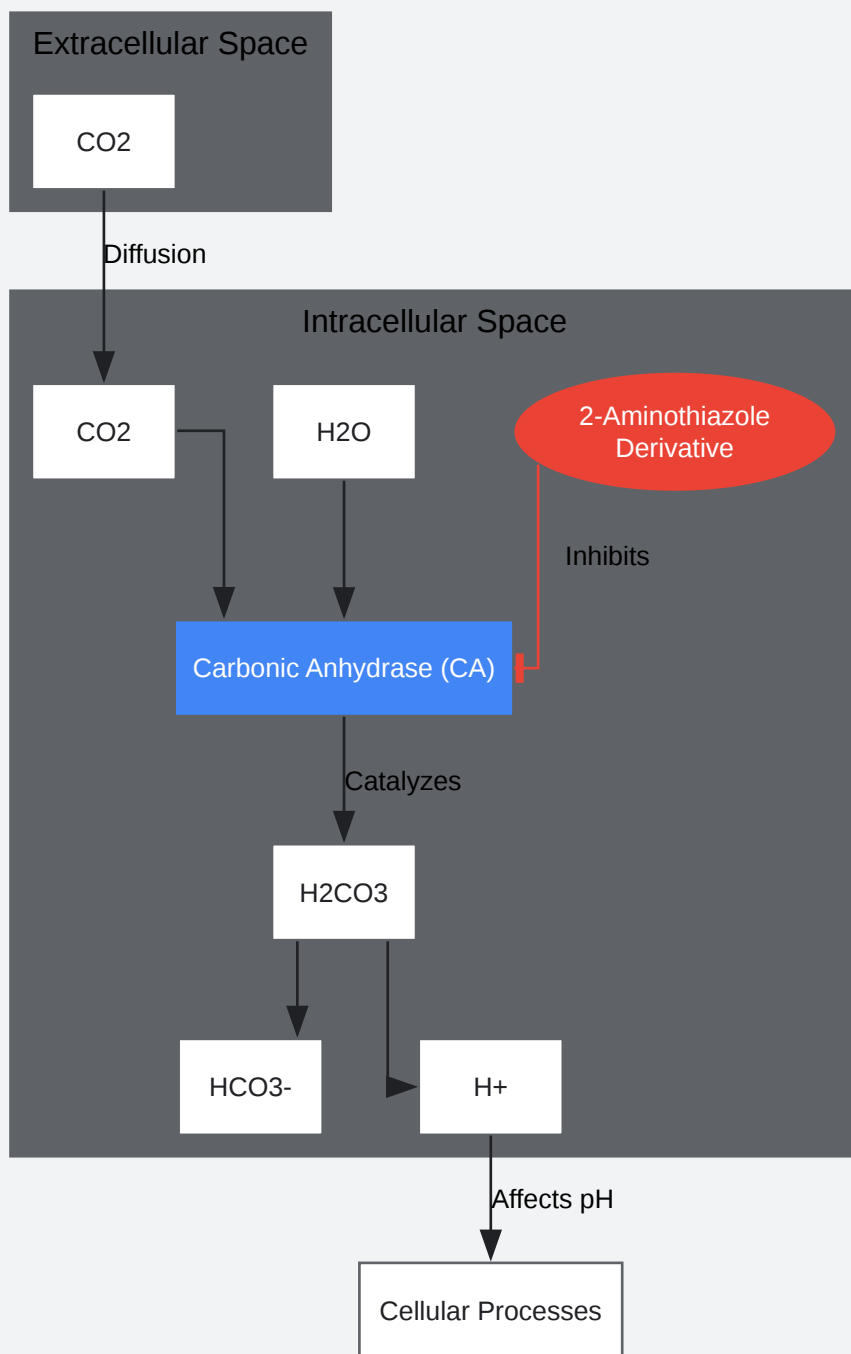 Extracellular Space
CO2
Diffusion
Intracellular Space
CO2
H2O
2-Aminothiazole
Derivative
Inhibits
Carbonic Anhydrase (CA)
Catalyzes
H2CO3
HCO3-
H+
Affects pH
Cellular Processes